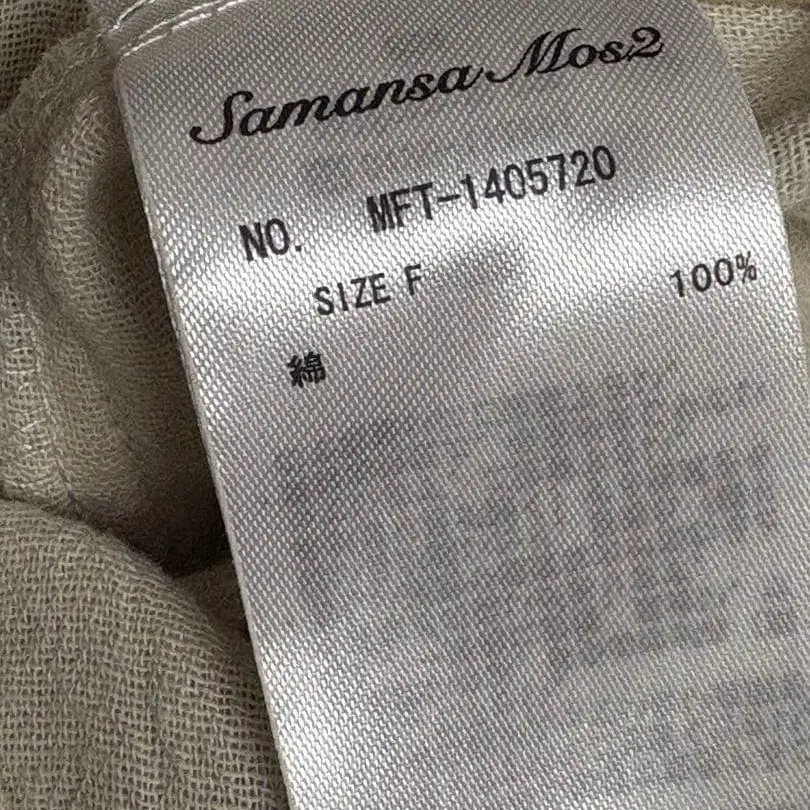 Samansa Mos2
NO. MFT-1405720
SIZE F
綿 100%